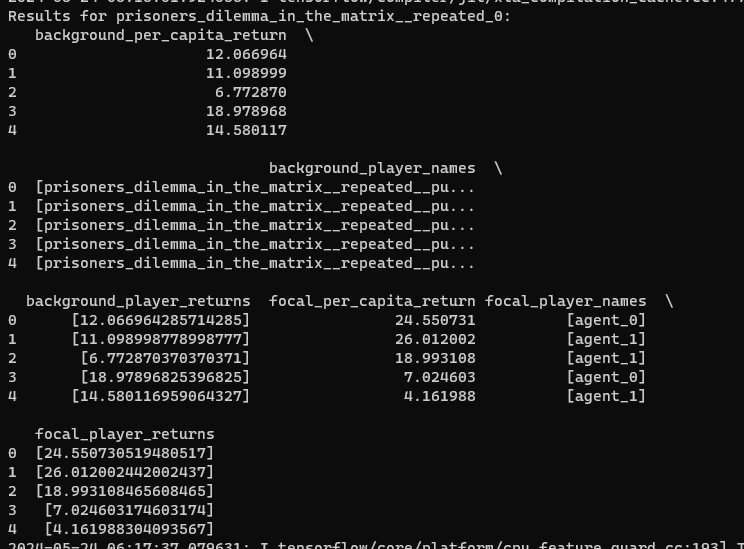 Results for prisoners_dilemma_in_the_matrix__repeated_0:
   background_per_capita_return  \
0                     12.066964
1                     11.098999
2                      6.772870
3                     18.978968
4                     14.580117

                             background_player_names  \
0  [prisoners_dilemma_in_the_matrix__repeated__pu...
1  [prisoners_dilemma_in_the_matrix__repeated__pu...
2  [prisoners_dilemma_in_the_matrix__repeated__pu...
3  [prisoners_dilemma_in_the_matrix__repeated__pu...
4  [prisoners_dilemma_in_the_matrix__repeated__pu...

  background_player_returns  focal_per_capita_return focal_player_names  \
0      [12.066964285714285]                24.550731          [agent_0]
1      [11.098998778998777]                26.012002          [agent_1]
2       [6.772870370370371]                18.993108          [agent_1]
3       [18.97896825396825]                 7.024603          [agent_0]
4      [14.580116959064327]                 4.161988          [agent_1]

   focal_player_returns
0  [24.550730519480517]
1  [26.012002442002437]
2  [18.993108465608465]
3   [7.024603174603174]
4   [4.161988304093567]
2024-05-24 06:17:37.079631: I tensorflow/core/platform/cpu_feature_guard.cc:193] T